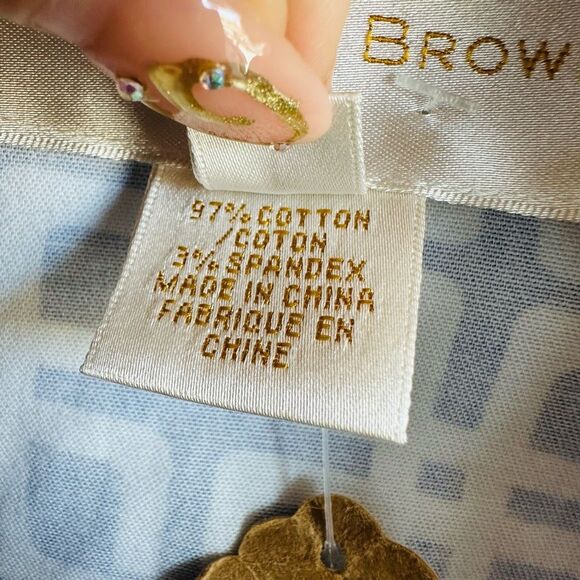 BROW
97% COTTON
/COTON
3% SPANDEX
MADE IN CHINA
FABRIQUE EN
CHINE